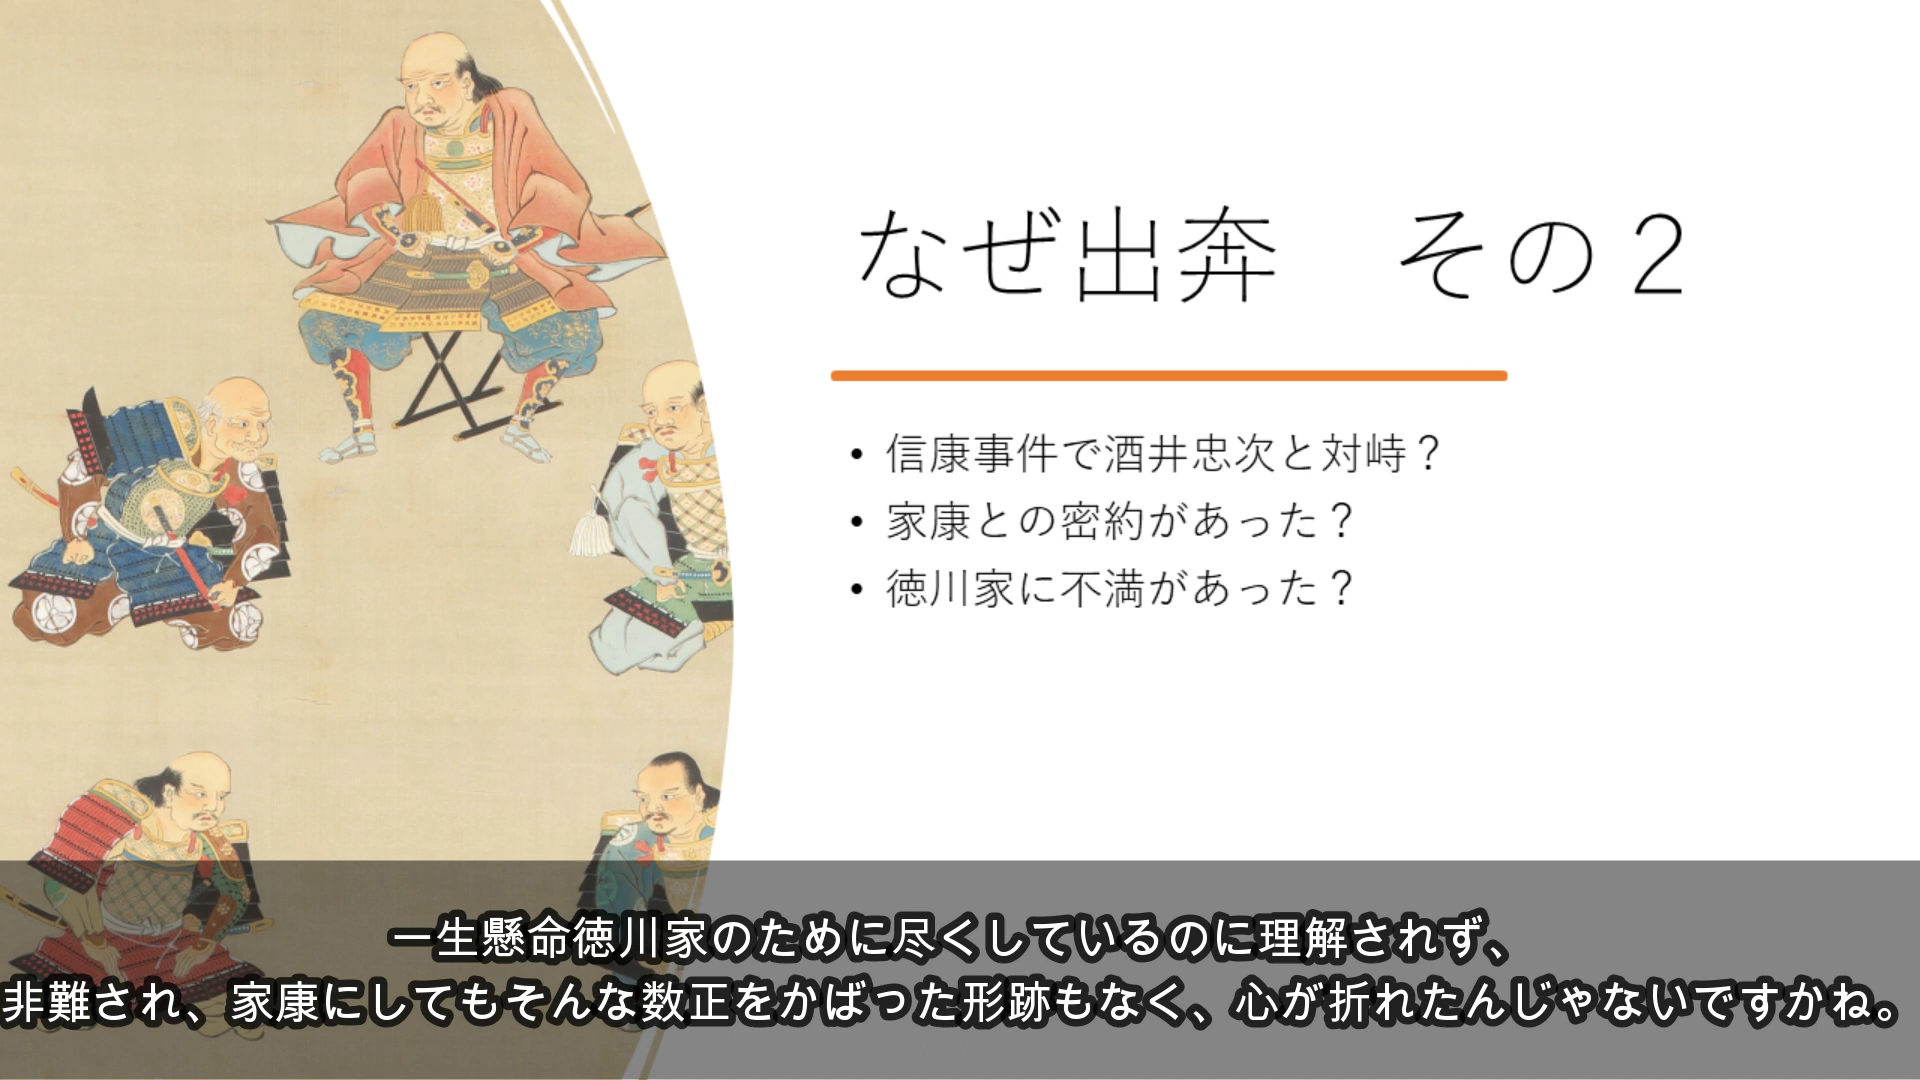 なぜ出奔　その２
• 信康事件で酒井忠次と対峙？
• 家康との密約があった？
• 徳川家に不満があった？
一生懸命徳川家のために尽くしているのに理解されず、
非難され、家康にしてもそんな数正をかばった形跡もなく、心が折れたんじゃないですかね。